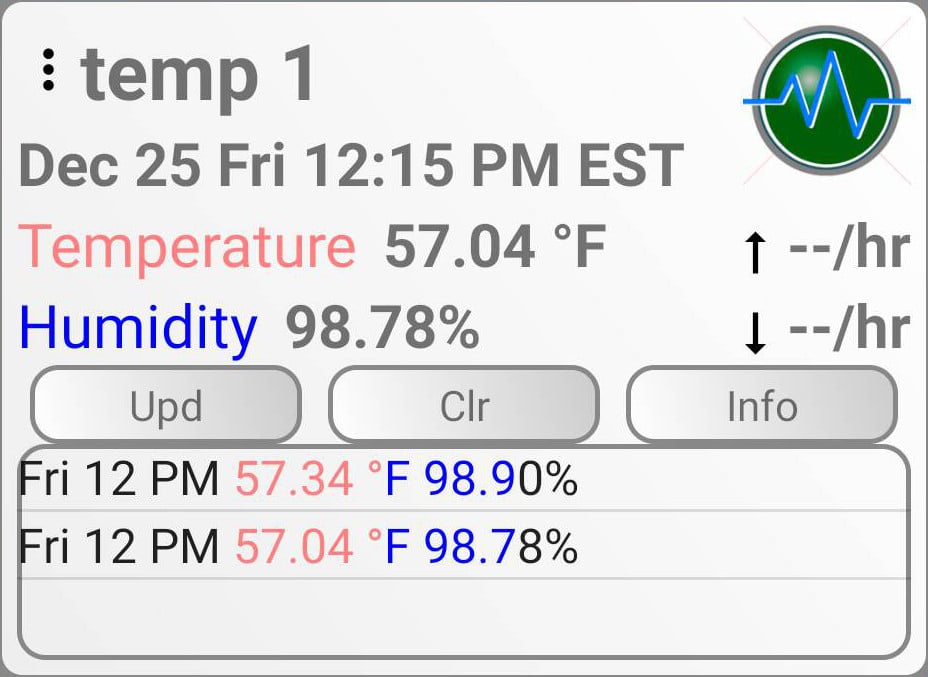 temp 1
Dec 25 Fri 12:15 PM EST
Temperature 57.04 °F ↑ --/hr
Humidity 98.78% ↓ --/hr
Upd Clr Info
Fri 12 PM 57.34 °F 98.90%
Fri 12 PM 57.04 °F 98.78%